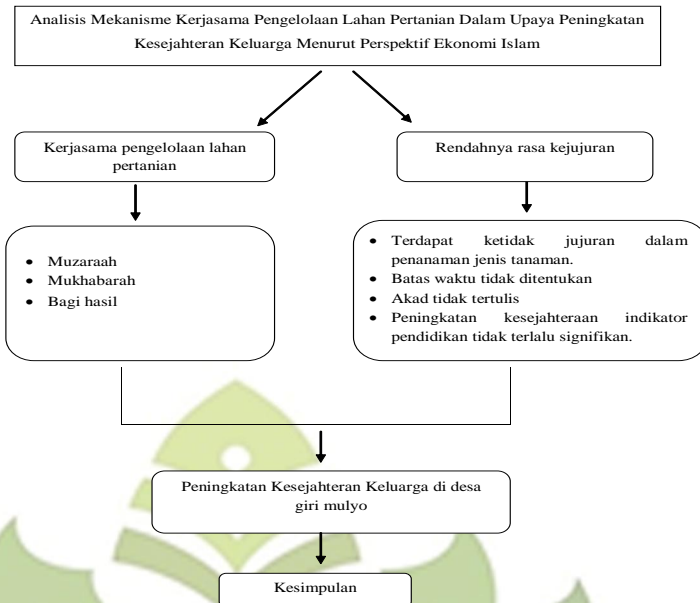 Analisis Mekanisme Kerjasama Pengelolaan Lahan Pertanian Dalam Upaya Peningkatan
Kesejahteran Keluarga Menurut Perspektif Ekonomi Islam
Kerjasama pengelolaan lahan
pertanian
Rendahnya rasa kejujuran
• Muzaraah
• Mukhabarah
• Bagi hasil
• Terdapat ketidak jujuran dalam
penanaman jenis tanaman.
• Batas waktu tidak ditentukan
• Akad tidak tertulis
• Peningkatan kesejahteraan indikator
pendidikan tidak terlalu signifikan.
Peningkatan Kesejahteran Keluarga di desa
giri mulyo
Kesimpulan